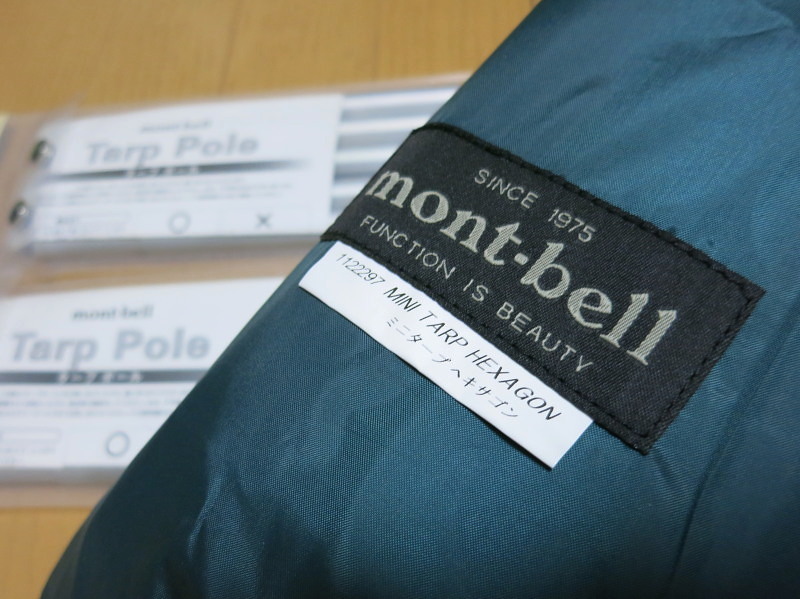 mont-bell
Tarp Pole
タープポール
mont-bell
Tarp Pole
タープポール
SINCE 1975
mont-bell
FUNCTION IS BEAUTY
1122297 MINI TARP HEXAGON
ミニタープ ヘキサゴン